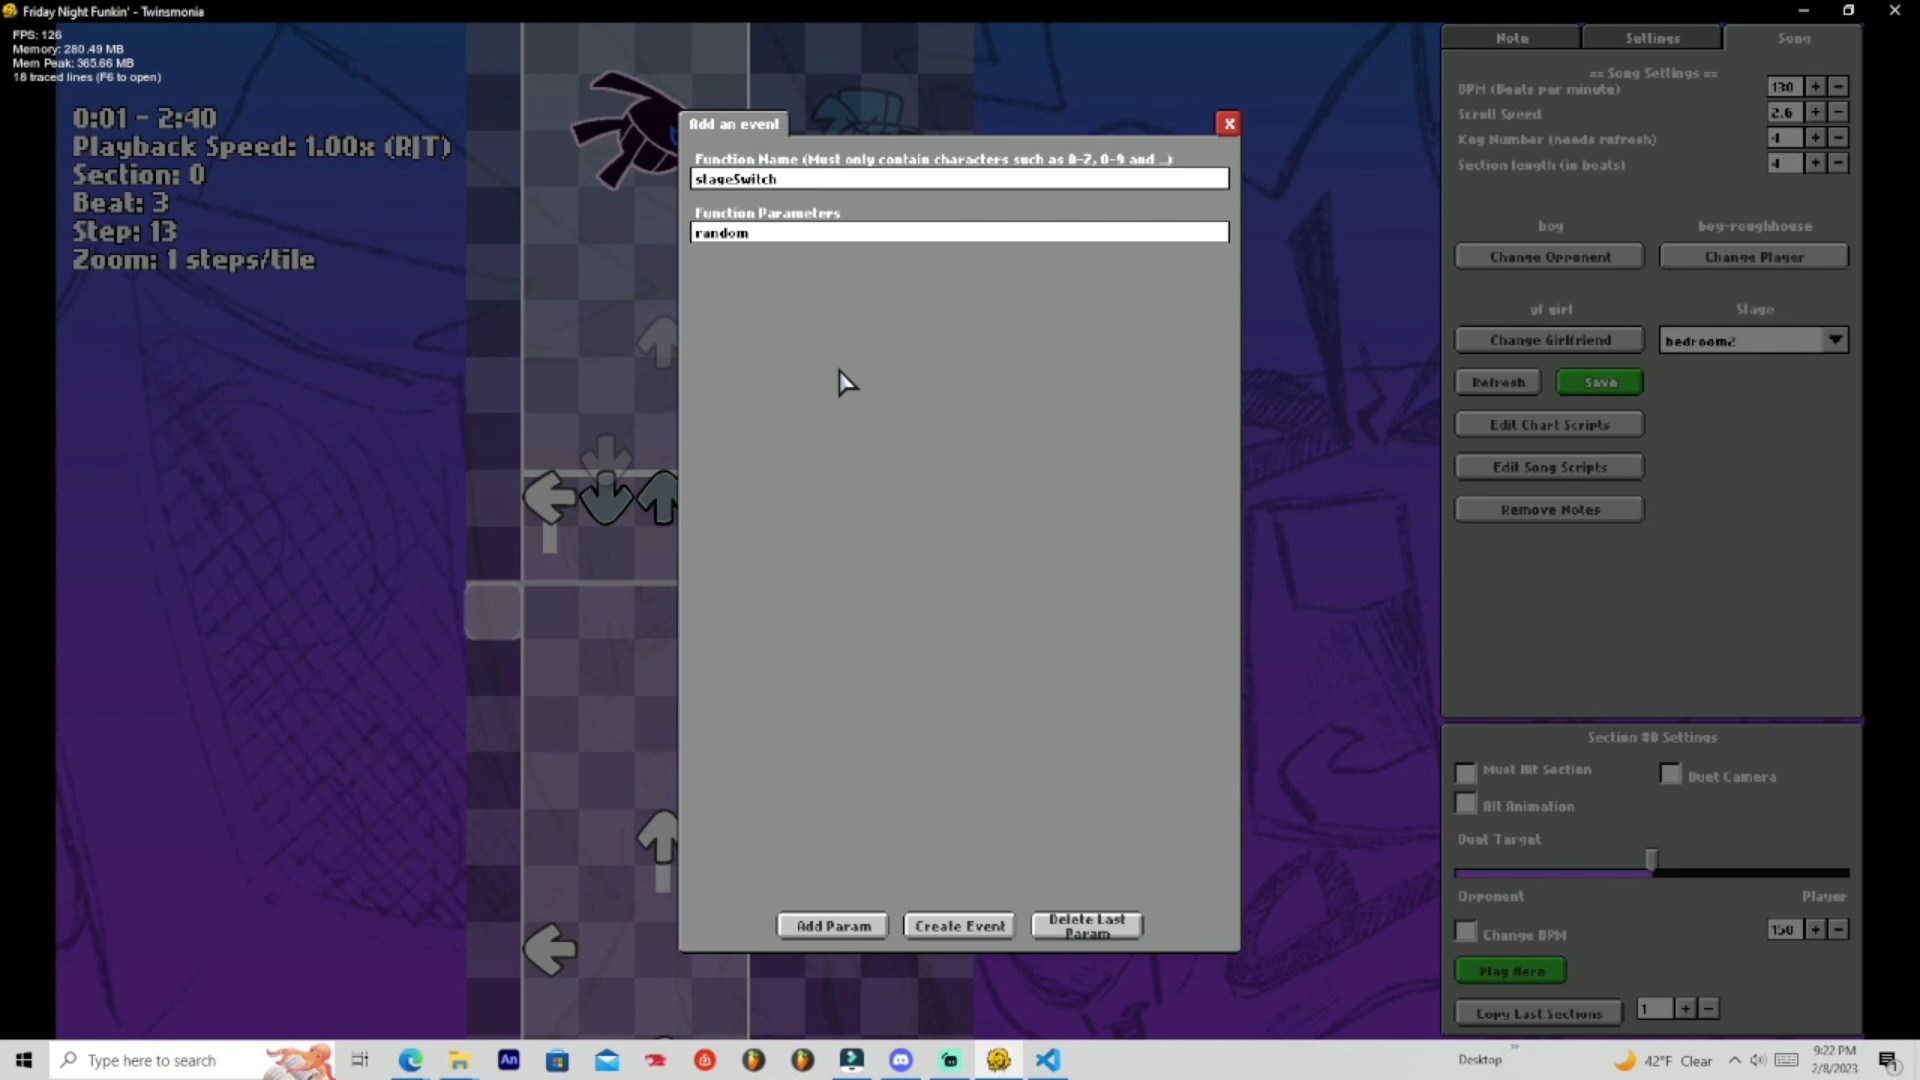 Friday Night Funkin' - Twinsmonia
FPS: 126
Memory: 280.49 MB
Mem Peak: 365.66 MB
18 traced lines (F6 to open)
0:01 - 2:40
Playback Speed: 1.00x (R|T)
Section: 0
Beat: 3
Step: 13
Zoom: 1 steps/tile
Add an event
X
Function Name (Must only contain characters such as A-Z, 0-9 and _)
stageSwitch
Function Parameters
random
Add Param
Create Event
Delete Last Param
Note
Settings
Song
== Song Settings ==
BPM (Beats per minute)
130 + -
Scroll Speed
2.6 + -
Key Number (needs refresh)
4 + -
Section length (in beats)
4 + -
boy
boy-roughhouse
Change Opponent
Change Player
gf girl
Stage
Change Girlfriend
bedroom2
Refresh
Save
Edit Chart Scripts
Edit Song Scripts
Remove Notes
Section #0 Settings
Must Hit Section
Duet Camera
Alt Animation
Duet Target
Opponent
Player
Change BPM
150 + -
Play Here
Copy Last Sections
1 + -
Type here to search
An
Desktop
42°F Clear
9:22 PM
2/8/2023